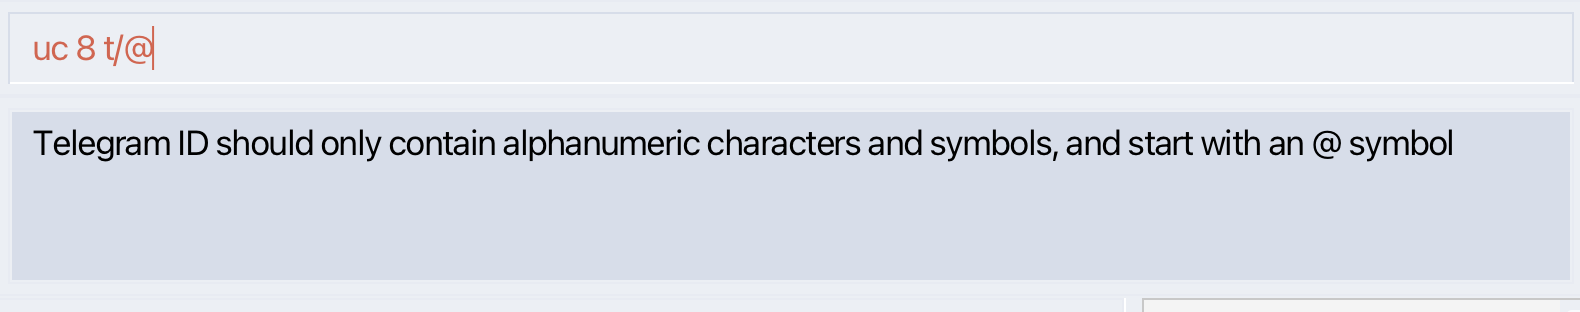 uc 8 t/@
Telegram ID should only contain alphanumeric characters and symbols, and start with an @ symbol